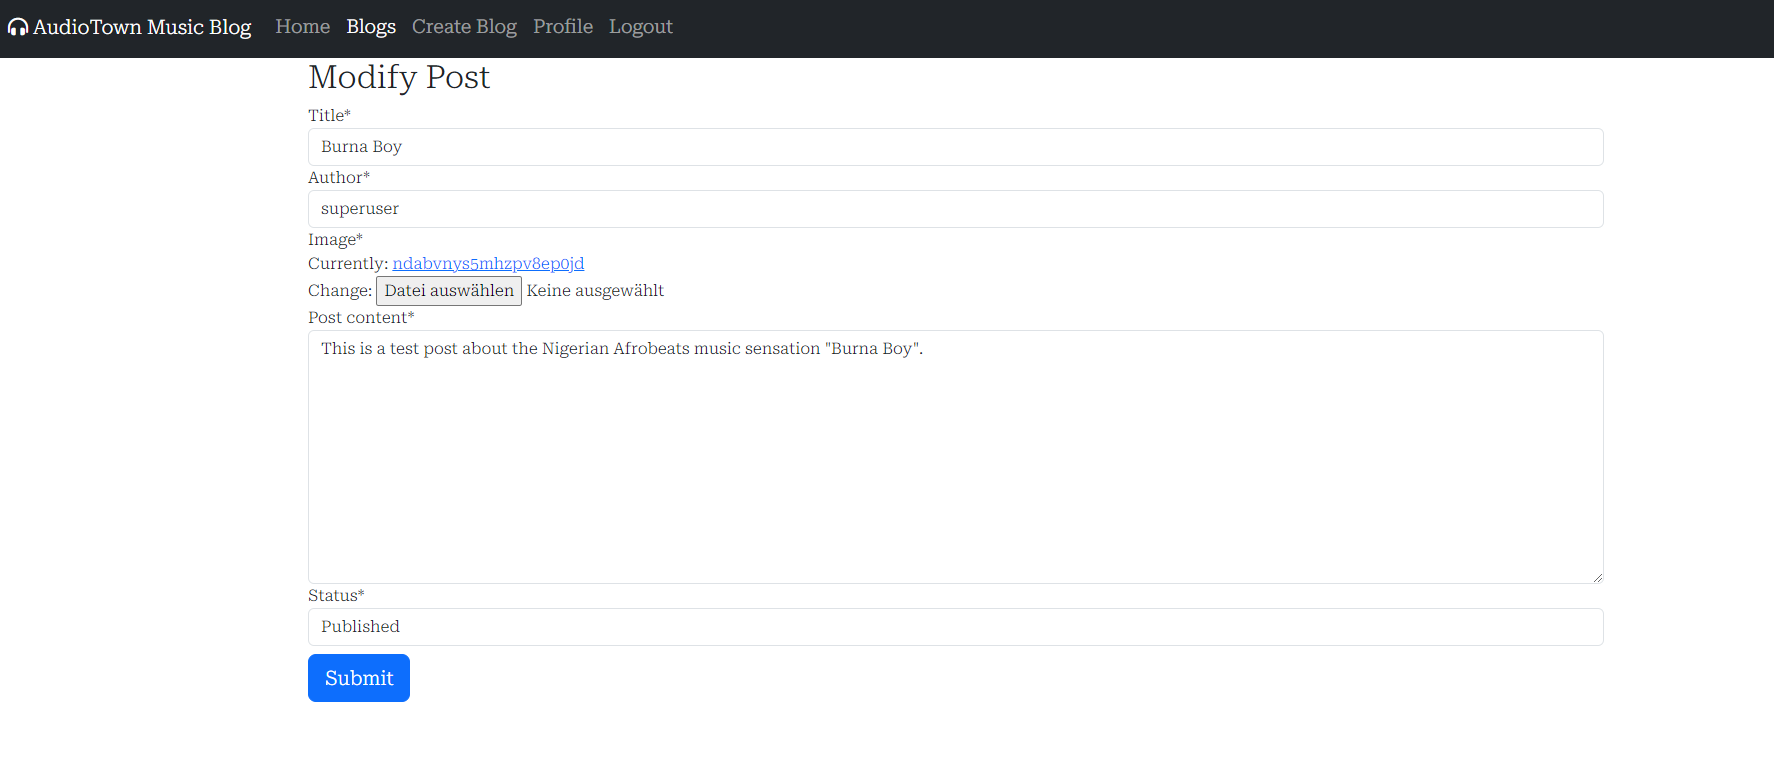 AudioTown Music Blog Home Blogs Create Blog Profile Logout
Modify Post
Title*
Burna Boy
Author*
superuser
Image*
Currently: ndabvnys5mhzpv8ep0jd
Change: Datei auswählen Keine ausgewählt
Post content*
This is a test post about the Nigerian Afrobeats music sensation "Burna Boy".
Status*
Published
Submit